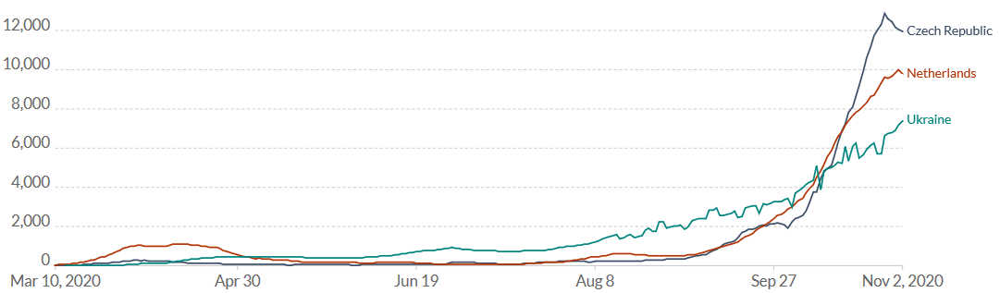 12,000
10,000
8,000
6,000
4,000
2,000
0
Czech Republic
Netherlands
Ukraine
Mar 10, 2020 Apr 30 Jun 19 Aug 8 Sep 27 Nov 2, 2020